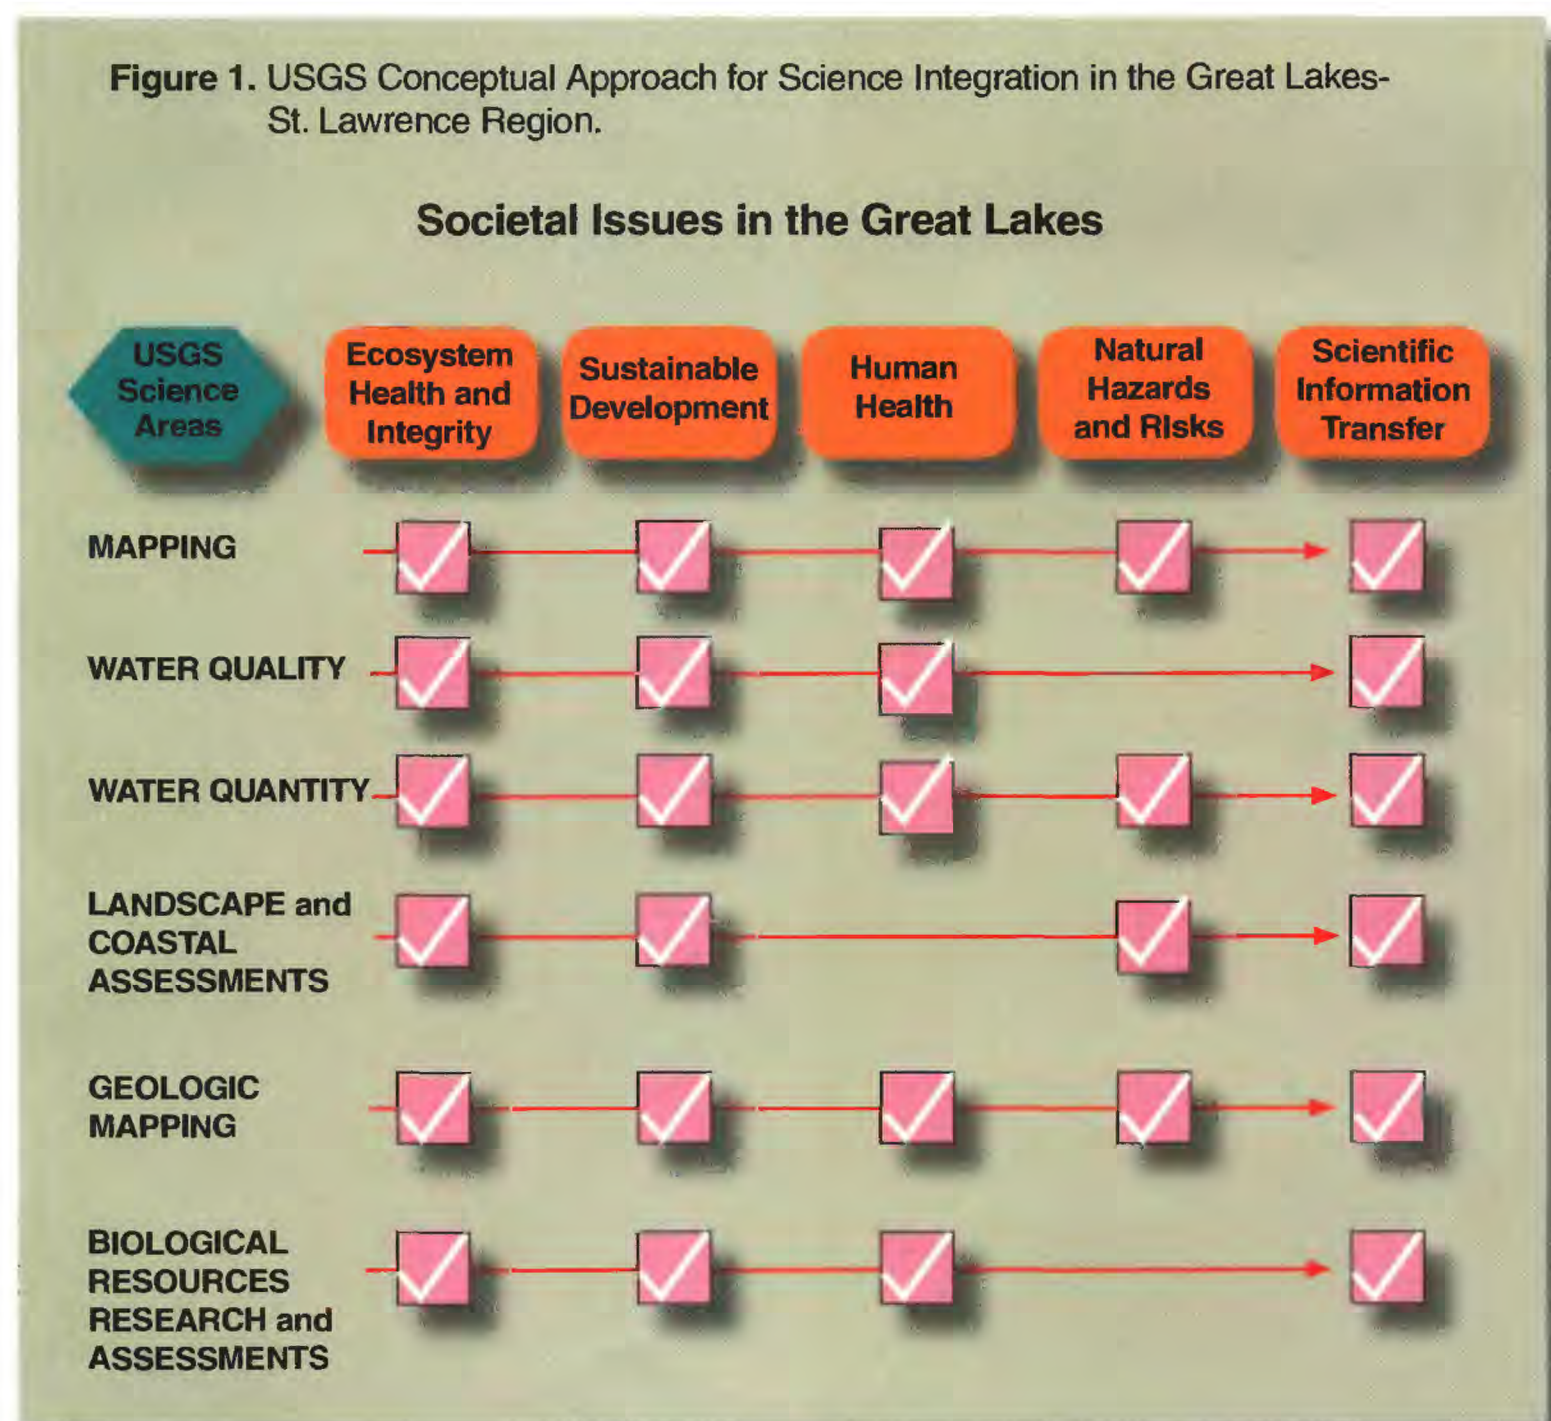 Figure 1. USGS Conceptual Approach for Science Integration in the Great Lakes-
St. Lawrence Region.
Societal Issues in the Great Lakes
USGS
Science
Areas
Ecosystem
Health and
Integrity
Sustainable
Development
Human
Health
Natural
Hazards
and RIsks
Scientific
Information
Transfer
MAPPING
WATER QUALITY
WATER QUANTITY
LANDSCAPE and
COASTAL
ASSESSMENTS
GEOLOGIC
MAPPING
BIOLOGICAL
RESOURCES
RESEARCH and
ASSESSMENTS